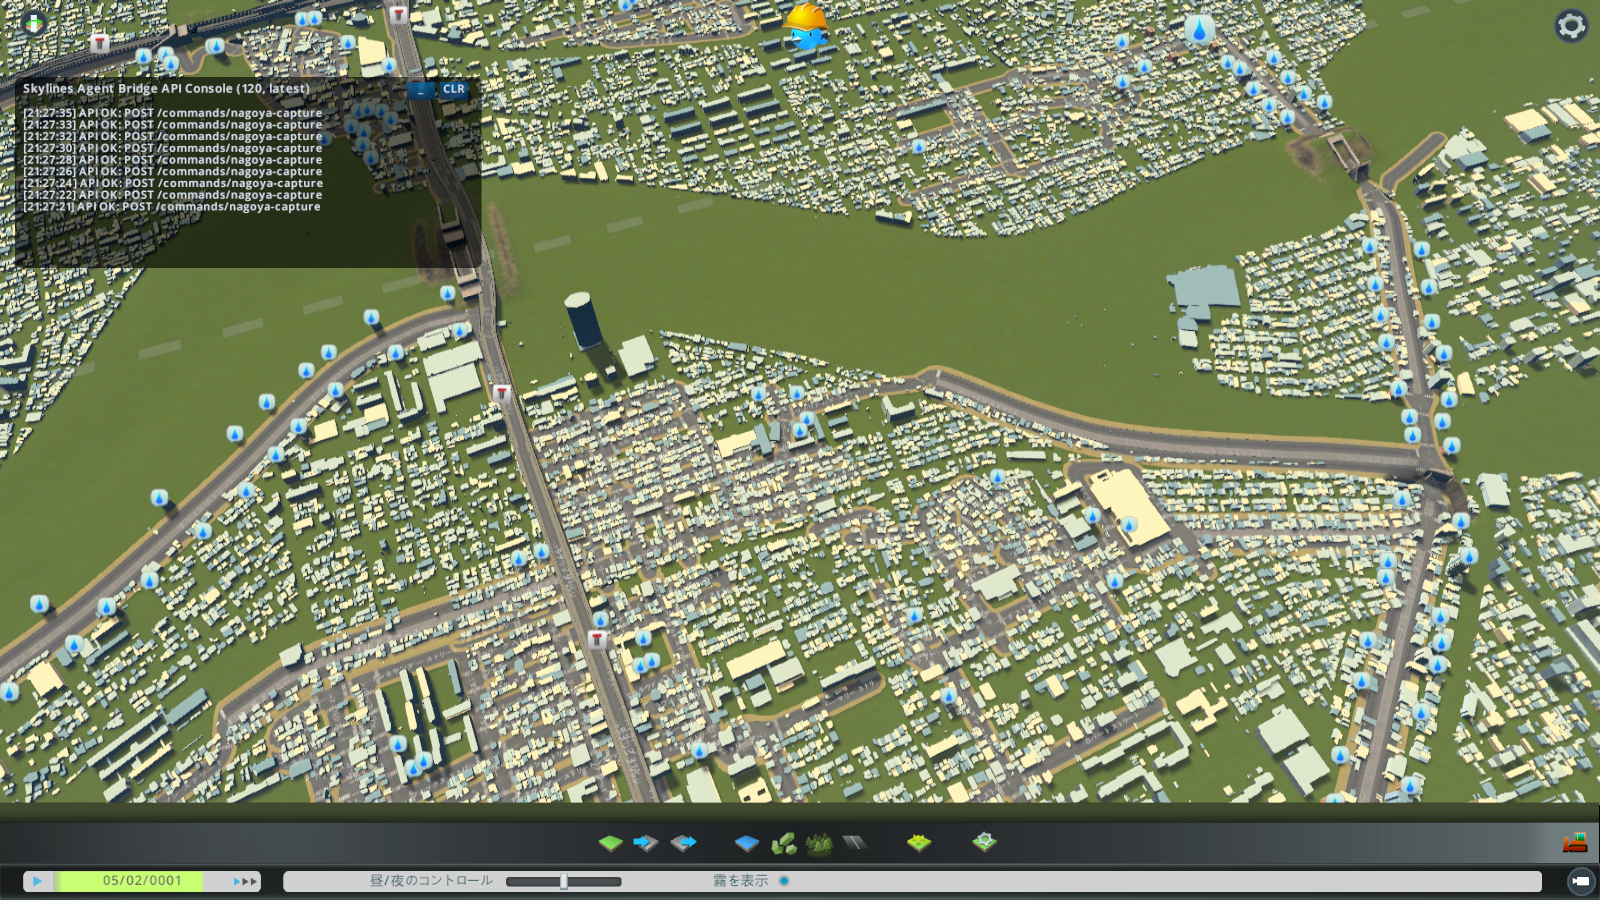 Skylines Agent Bridge API Console (120, latest)
_
CLR
[21:27:35] API OK: POST /commands/nagoya-capture
[21:27:33] API OK: POST /commands/nagoya-capture
[21:27:32] API OK: POST /commands/nagoya-capture
[21:27:30] API OK: POST /commands/nagoya-capture
[21:27:28] API OK: POST /commands/nagoya-capture
[21:27:26] API OK: POST /commands/nagoya-capture
[21:27:24] API OK: POST /commands/nagoya-capture
[21:27:22] API OK: POST /commands/nagoya-capture
[21:27:21] API OK: POST /commands/nagoya-capture
05/02/0001
昼/夜のコントロール
霧を表示